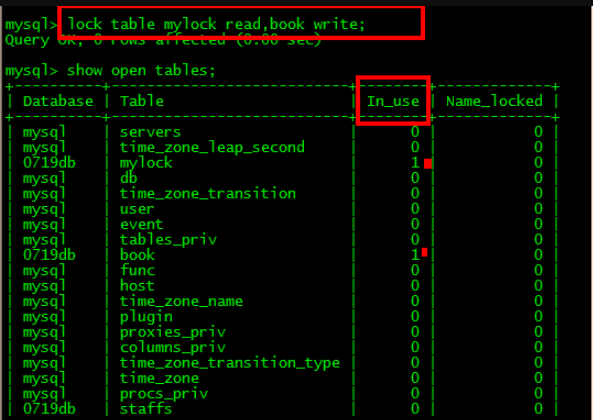 mysql> lock table mylock read,book write;
Query OK, 0 rows affected (0.00 sec)
mysql> show open tables;
+----------+---------------------------+--------+-------------+
| Database | Table | In_use | Name_locked |
+----------+---------------------------+--------+-------------+
| mysql | servers | 0 | 0 |
| mysql | time_zone_leap_second | 0 | 0 |
| 0719db | mylock | 1 | 0 |
| mysql | db | 0 | 0 |
| mysql | time_zone_transition | 0 | 0 |
| mysql | user | 0 | 0 |
| mysql | event | 0 | 0 |
| mysql | tables_priv | 0 | 0 |
| 0719db | book | 1 | 0 |
| mysql | func | 0 | 0 |
| mysql | host | 0 | 0 |
| mysql | time_zone_name | 0 | 0 |
| mysql | plugin | 0 | 0 |
| mysql | proxies_priv | 0 | 0 |
| mysql | columns_priv | 0 | 0 |
| mysql | time_zone_transition_type | 0 | 0 |
| mysql | time_zone | 0 | 0 |
| mysql | procs_priv | 0 | 0 |
| 0719db | staffs | 0 | 0 |